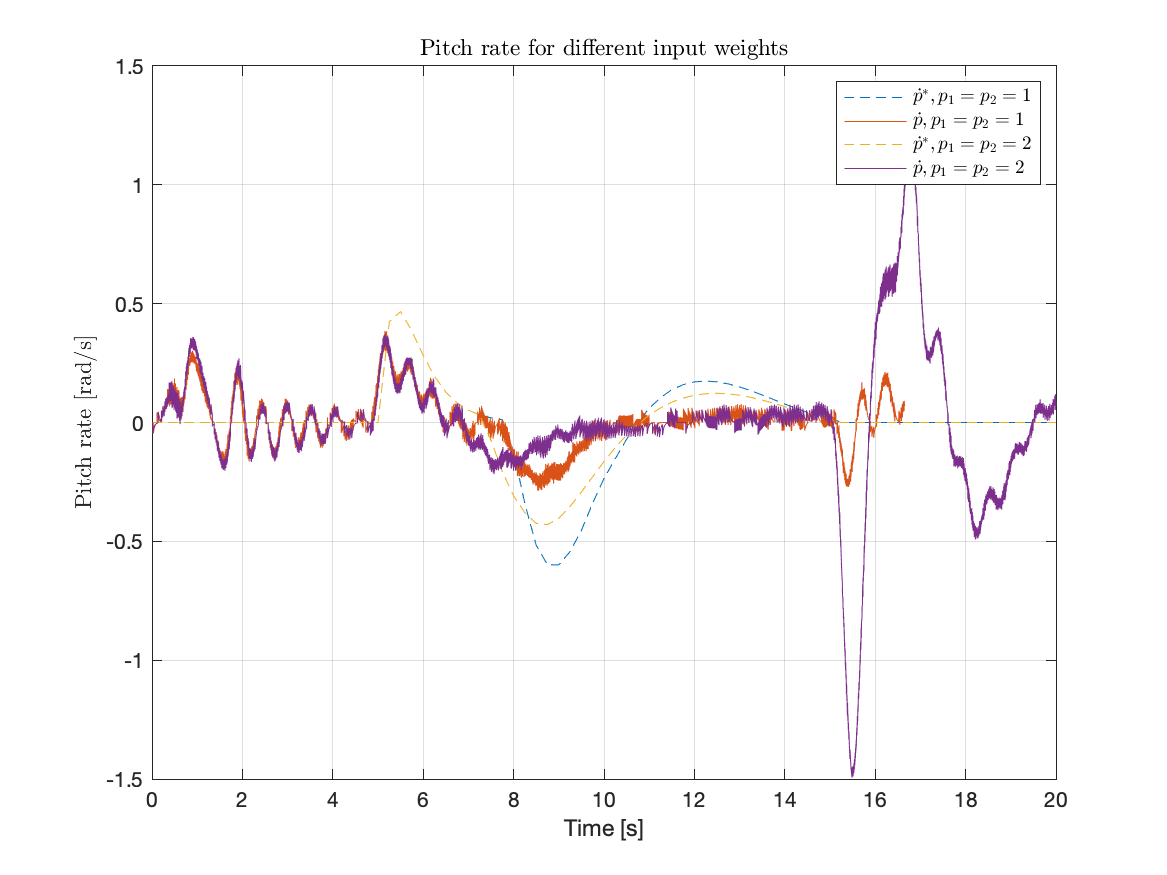 Pitch rate for different input weights
1.5
1
0.5
0
-0.5
-1
-1.5
Pitch rate [rad/s]
ṗ*, p₁ = p₂ = 1
ṗ, p₁ = p₂ = 1
ṗ*, p₁ = p₂ = 2
ṗ, p₁ = p₂ = 2
0 2 4 6 8 10 12 14 16 18 20
Time [s]